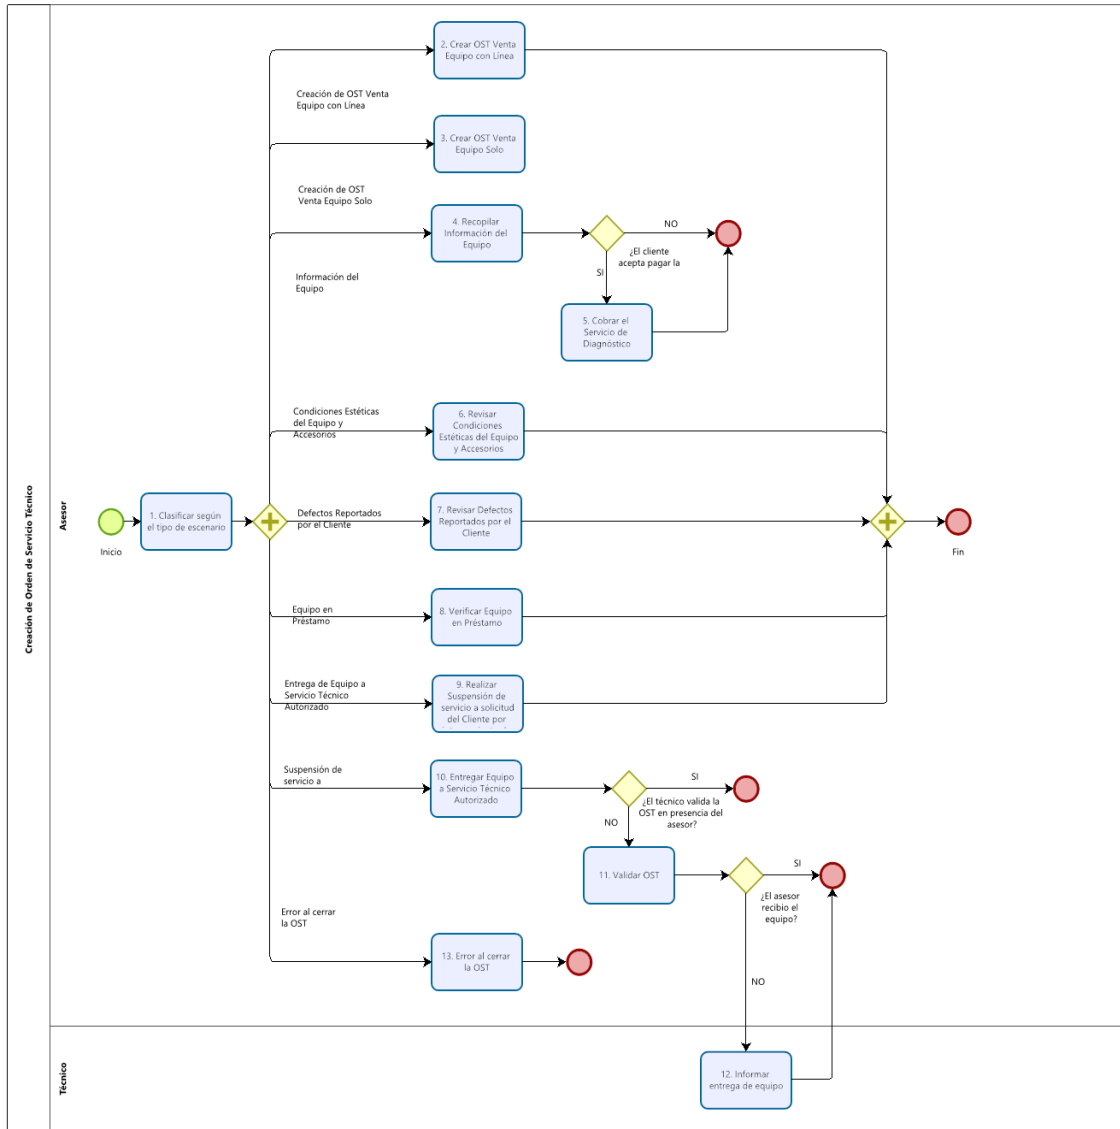 Creación de Orden de Servicio Técnico
Asesor
Técnico
Inicio
1. Clasificar según
el tipo de escenario
Creación de OST Venta
Equipo con Línea
2. Crear OST Venta
Equipo con Línea
Creación de OST
Venta Equipo Solo
3. Crear OST Venta
Equipo Solo
Información del
Equipo
4. Recopilar
Información del
Equipo
NO
¿El cliente
acepta pagar la
SI
5. Cobrar el
Servicio de
Diagnóstico
Condiciones Estéticas
del Equipo y
Accesorios
6. Revisar
Condiciones
Estéticas del Equipo
y Accesorios
Defectos Reportados
por el Cliente
7. Revisar Defectos
Reportados por el
Cliente
Fin
Equipo en
Préstamo
8. Verificar Equipo
en Préstamo
Entrega de Equipo a
Servicio Técnico
Autorizado
9. Realizar
Suspensión de
servicio a solicitud
del Cliente por
Suspensión de
servicio a
10. Entregar Equipo
a Servicio Técnico
Autorizado
SI
¿El técnico valida la
OST en presencia del
asesor?
NO
11. Validar OST
SI
¿El asesor
recibio el
equipo?
NO
Error al cerrar
la OST
13. Error al cerrar
la OST
12. Informar
entrega de equipo